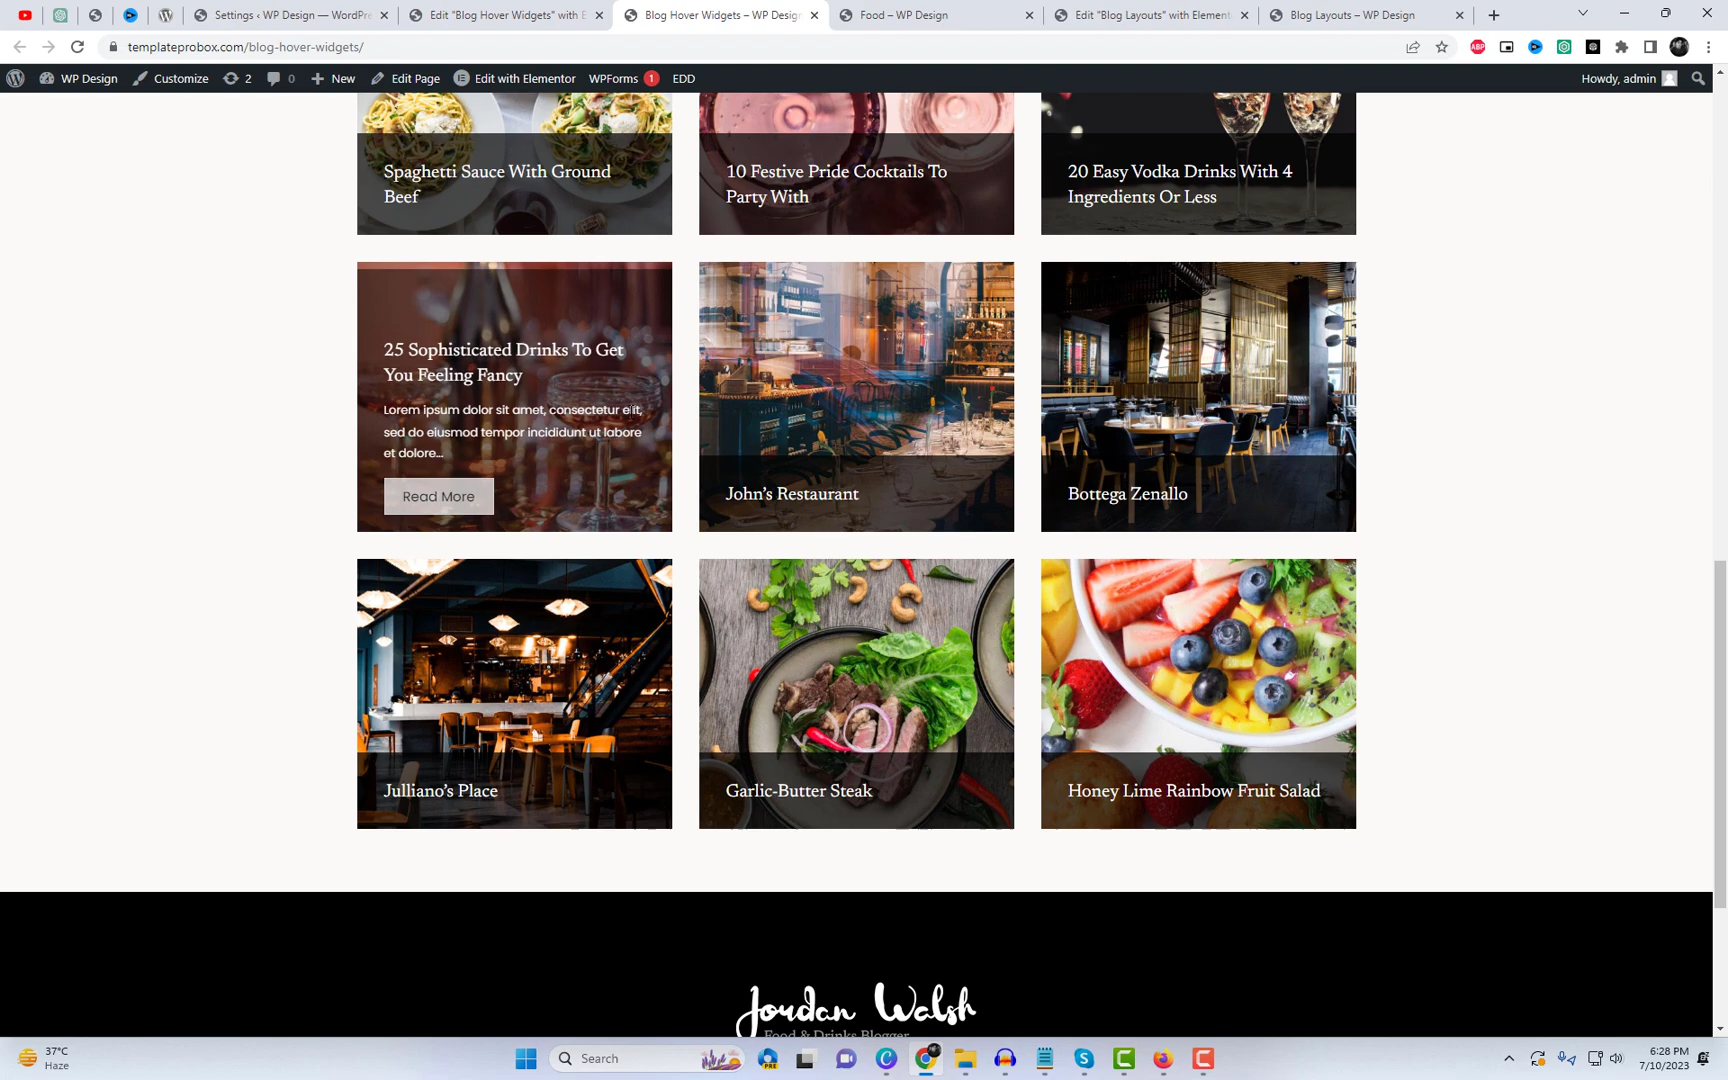 Settings ‹ WP Design — WordPre
Edit "Blog Hover Widgets" with E
Blog Hover Widgets – WP Design
Food – WP Design
Edit "Blog Layouts" with Element
Blog Layouts – WP Design
templateprobox.com/blog-hover-widgets/
ABP
WP Design
Customize
2
0
New
Edit Page
Edit with Elementor
WPForms 1
EDD
Howdy, admin
Spaghetti Sauce With Ground
Beef
10 Festive Pride Cocktails To
Party With
20 Easy Vodka Drinks With 4
Ingredients Or Less
25 Sophisticated Drinks To Get
You Feeling Fancy
Lorem ipsum dolor sit amet, consectetur elit,
sed do eiusmod tempor incididunt ut labore
et dolore...
Read More
John’s Restaurant
Bottega Zenallo
Julliano’s Place
Garlic-Butter Steak
Honey Lime Rainbow Fruit Salad
Jordan Walsh
Food & Drinks Blogger
37°C
Haze
Search
PRE
6:28 PM
7/10/2023